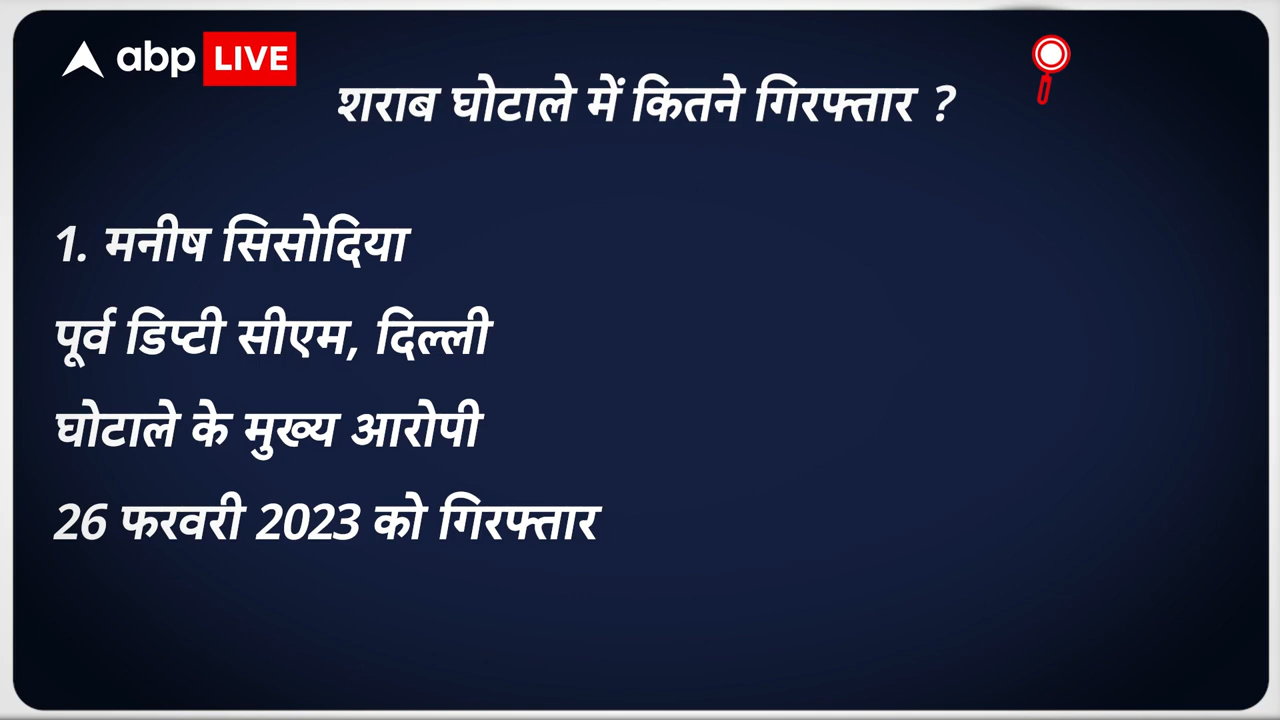 abp LIVE
शराब घोटाले में कितने गिरफ्तार ?
1. मनीष सिसोदिया
पूर्व डिप्टी सीएम, दिल्ली
घोटाले के मुख्य आरोपी
26 फरवरी 2023 को गिरफ्तार